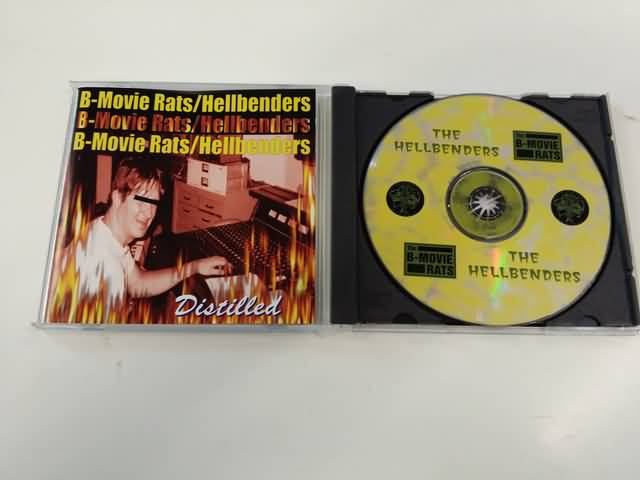 B-Movie Rats/Hellbenders
B-Movie Rats/Hellbenders
B-Movie Rats/Hellbenders
Distilled
THE
HELLBENDERS
The
B-MOVIE
RATS
The
B-MOVIE
RATS
THE
HELLBENDERS